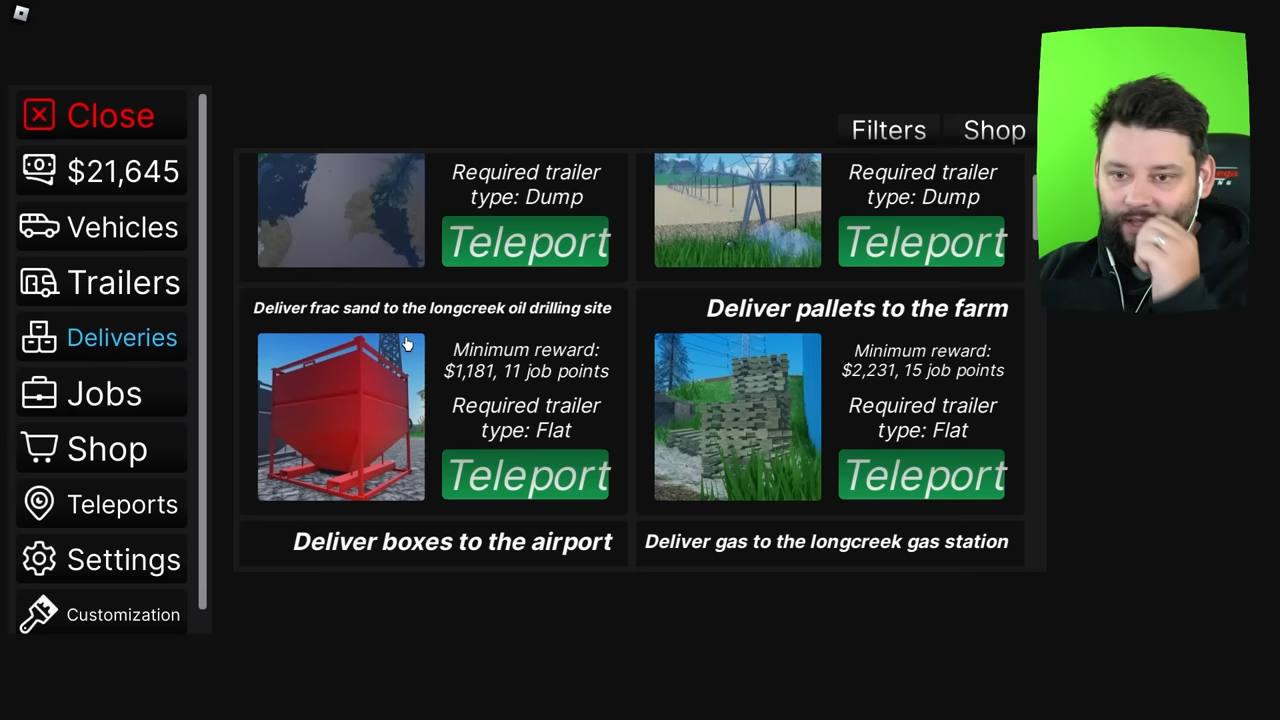 Close
$21,645
Vehicles
Trailers
Deliveries
Jobs
Shop
Teleports
Settings
Customization
Filters
Shop
Required trailer
type: Dump
Teleport
Required trailer
type: Dump
Teleport
Deliver frac sand to the longcreek oil drilling site
Minimum reward:
$1,181, 11 job points
Required trailer
type: Flat
Teleport
Deliver pallets to the farm
Minimum reward:
$2,231, 15 job points
Required trailer
type: Flat
Teleport
Deliver boxes to the airport
Deliver gas to the longcreek gas station